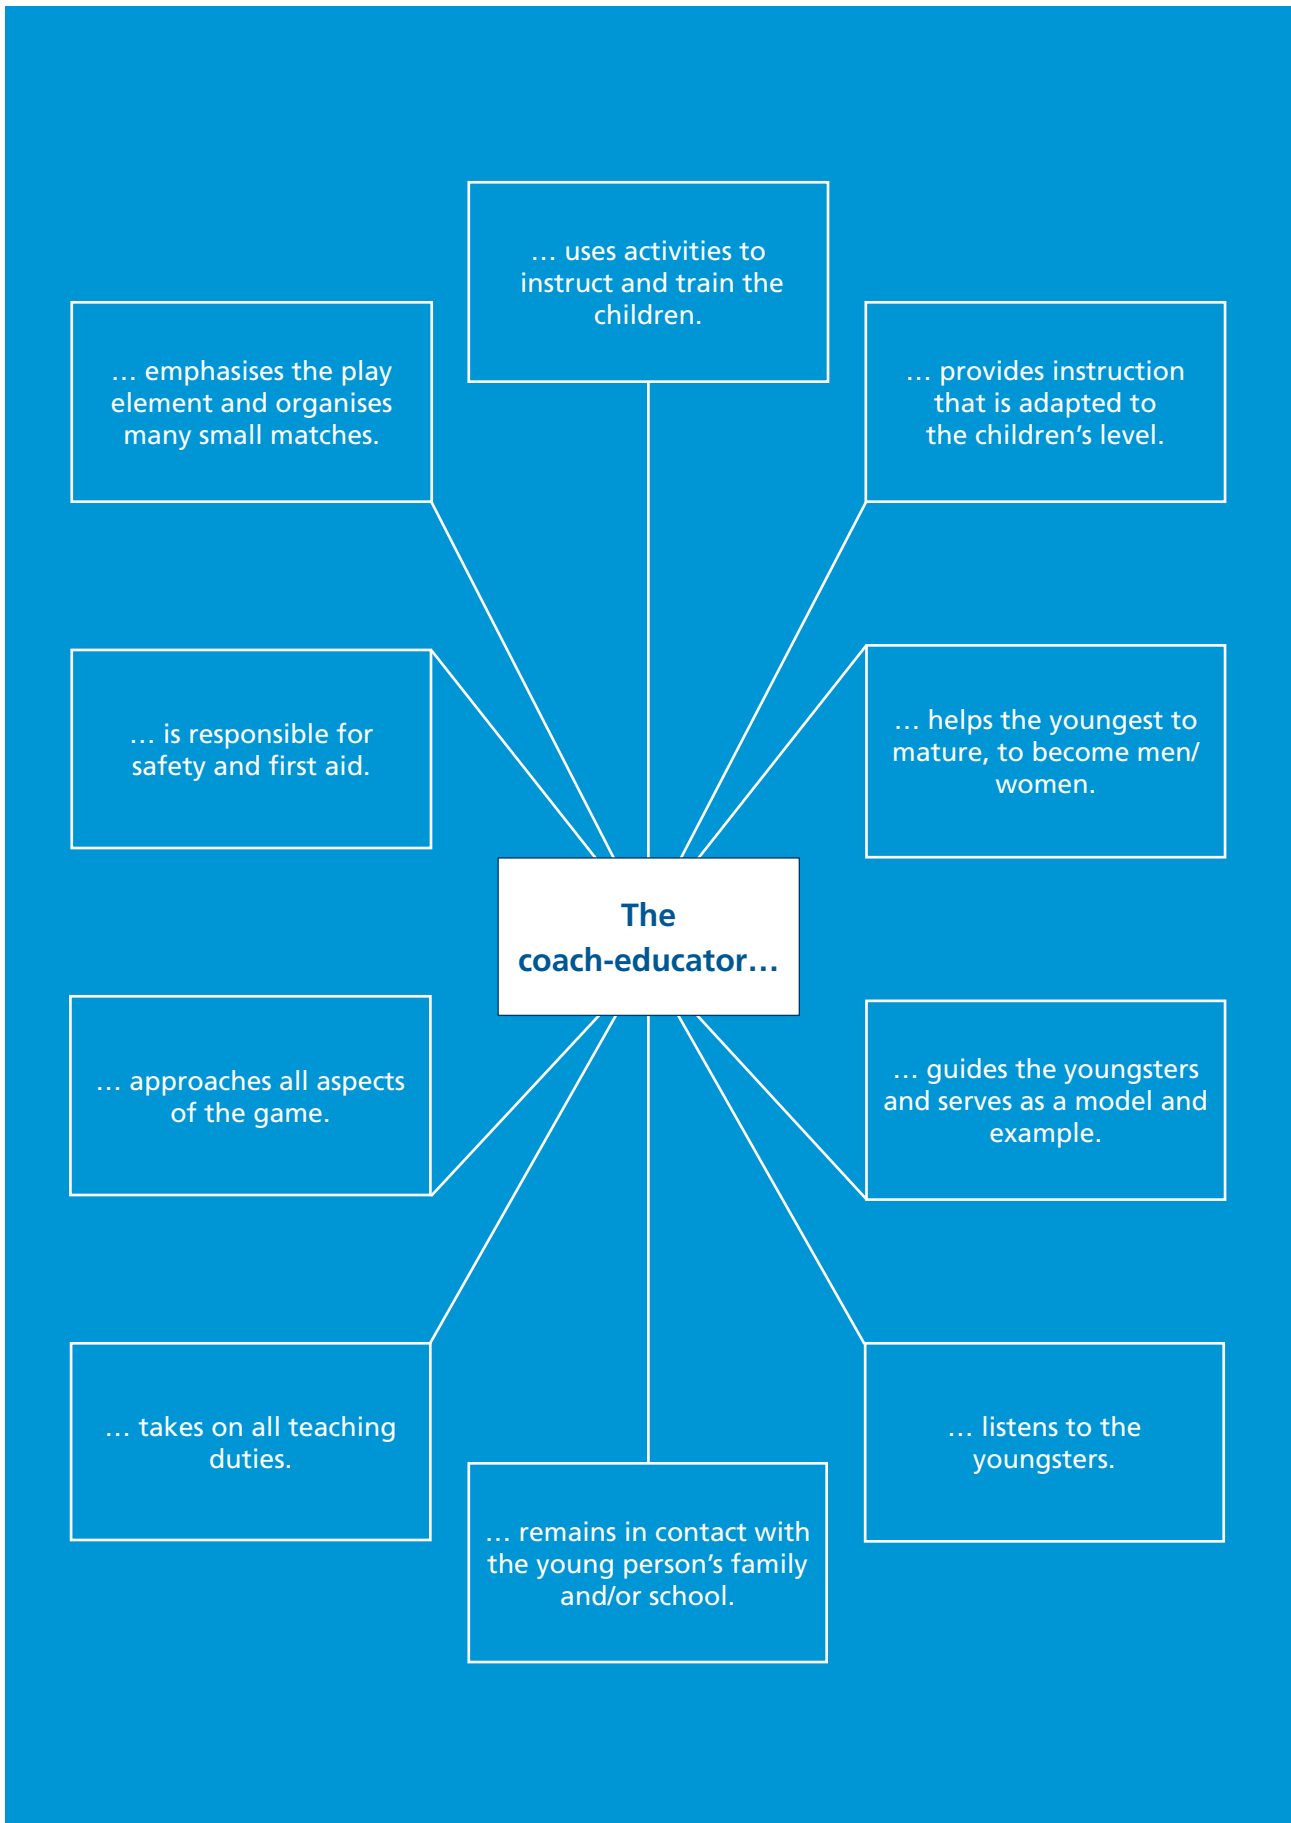 … uses activities to
instruct and train the
children.
… emphasises the play
element and organises
many small matches.
… provides instruction
that is adapted to
the children’s level.
… is responsible for
safety and first aid.
… helps the youngest to
mature, to become men/
women.
The
coach-educator…
… approaches all aspects
of the game.
… guides the youngsters
and serves as a model and
example.
… takes on all teaching
duties.
… listens to the
youngsters.
… remains in contact with
the young person’s family
and/or school.